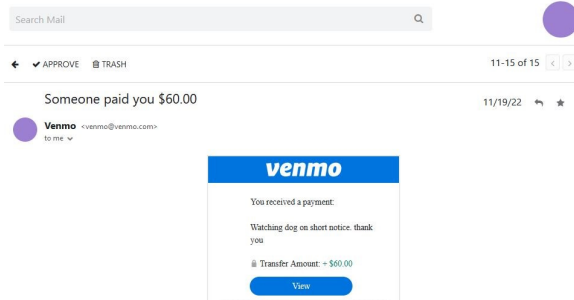 Search Mail
APPROVE TRASH 11-15 of 15
Someone paid you $60.00 11/19/22
Venmo <venmo@venmo.com>
to me
venmo
You received a payment:
Watching dog on short notice. thank
you
Transfer Amount: + $60.00
View